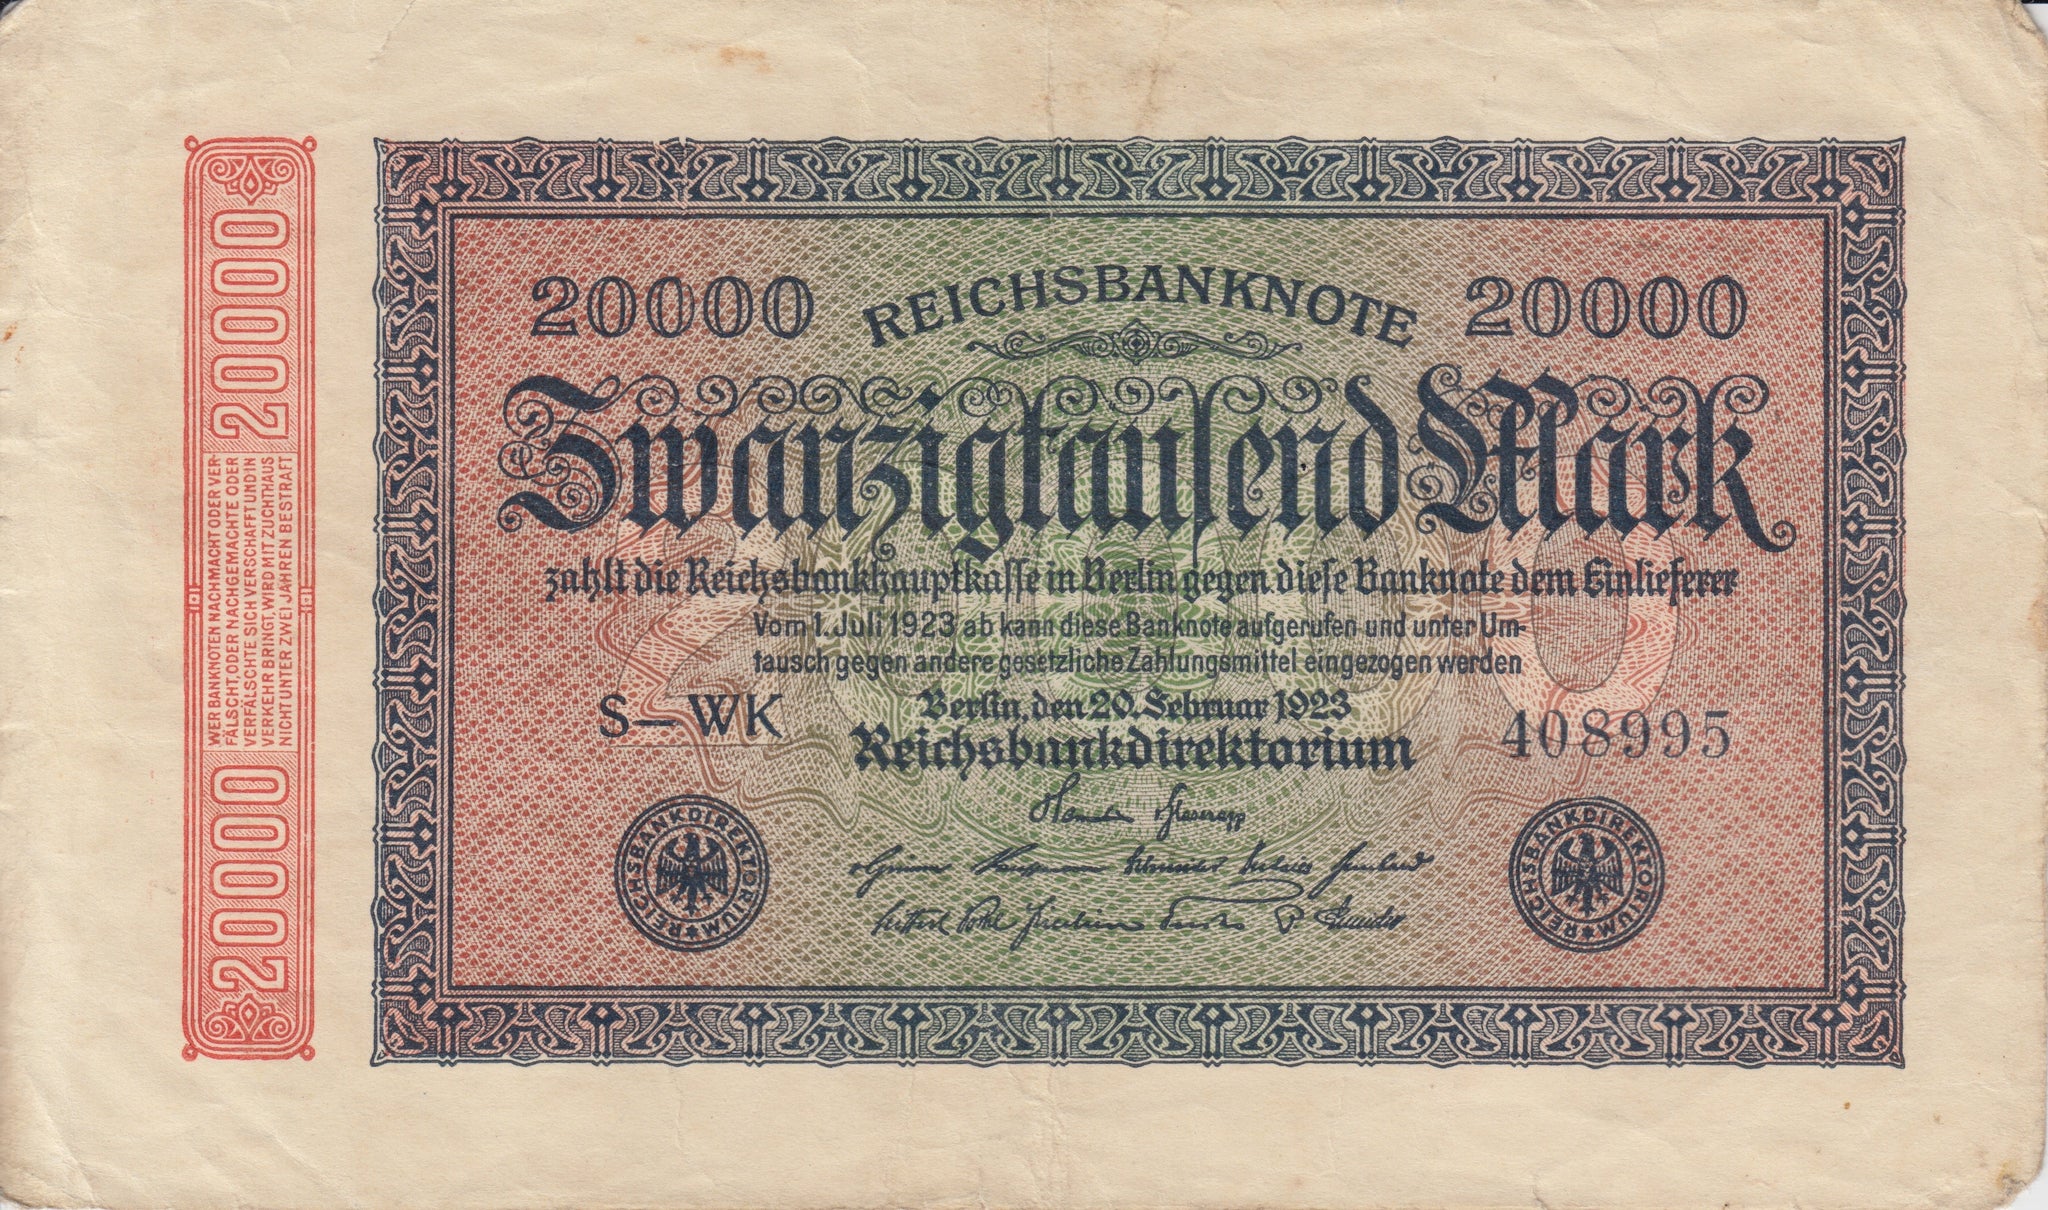 20000
WER BANKNOTEN NACHMACHT ODER VER-
FÄLSCHT, ODER NACHGEMACHTE ODER
VERFÄLSCHTE SICH VERSCHAFFT UND IN
VERKEHR BRINGT, WIRD MIT ZUCHTHAUS
NICHT UNTER ZWEI JAHREN BESTRAFT
20000
20000 REICHSBANKNOTE 20000
Zwanzigtausend Mark
zahlt die Reichsbankhauptkasse in Berlin gegen diese Banknote dem Einlieferer
Vom 1. Juli 1923 ab kann diese Banknote aufgerufen und unter Um-
tausch gegen andere gesetzliche Zahlungsmittel eingezogen werden
Berlin, den 20. Februar 1923
S— WK Reichsbankdirektorium 408995
v. Glasenapp
REICHSBANKDIREKTORIUM
REICHSBANKDIREKTORIUM